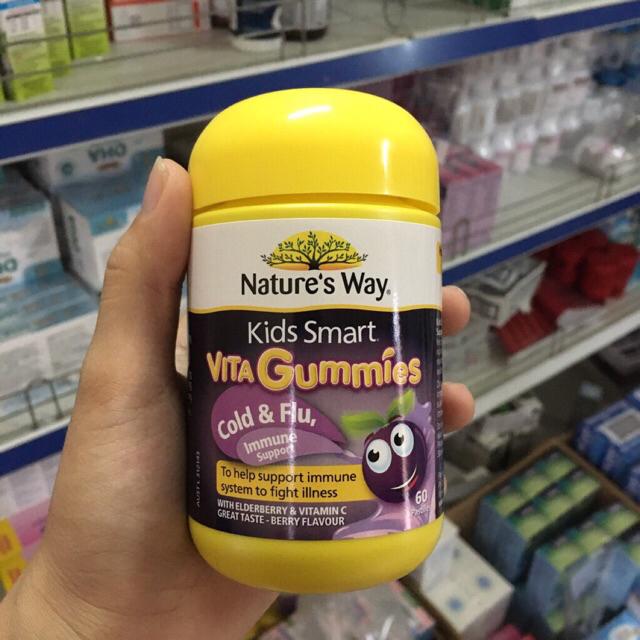 Nature's Way
Kids Smart
VITA Gummies
Cold & Flu,
Immune
Support
To help support immune
system to fight illness
WITH ELDERBERRY & VITAMIN C
GREAT TASTE - BERRY FLAVOUR
60